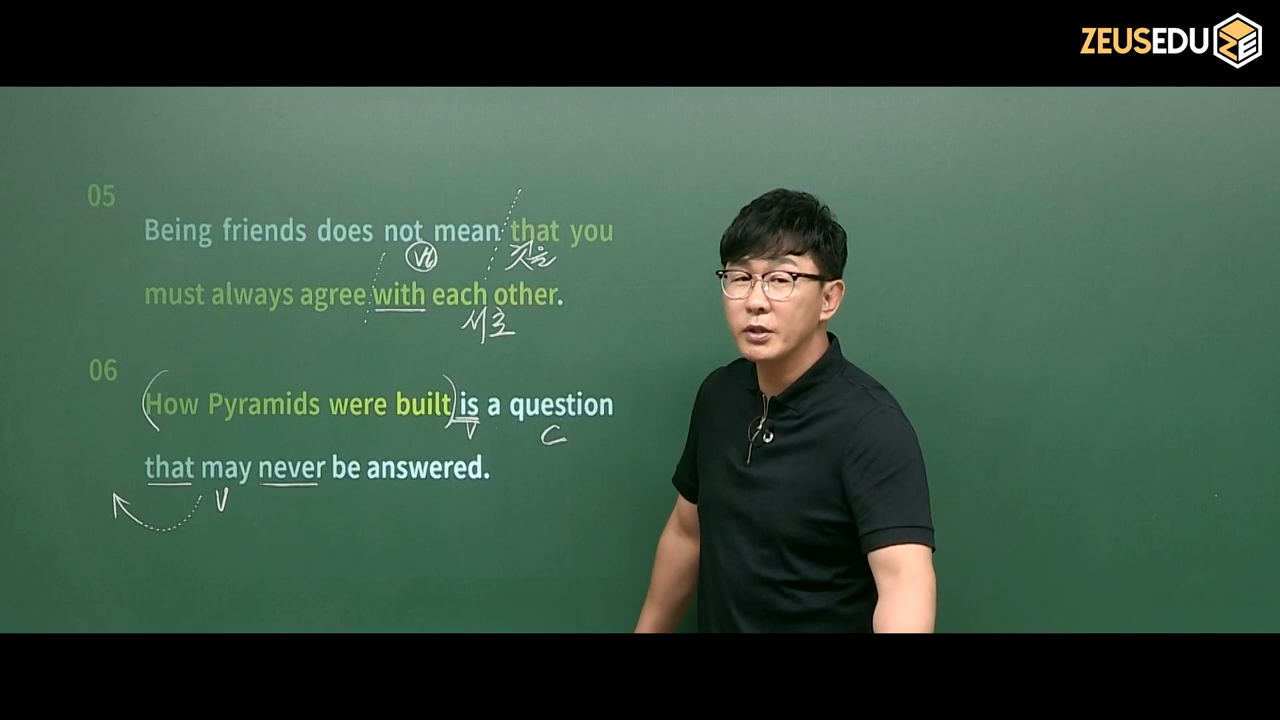 ZEUSEDU
05
Being friends does not mean that you
vt 것을
must always agree with each other.
서로
06
(How Pyramids were built) is a question
V C
that may never be answered.
V